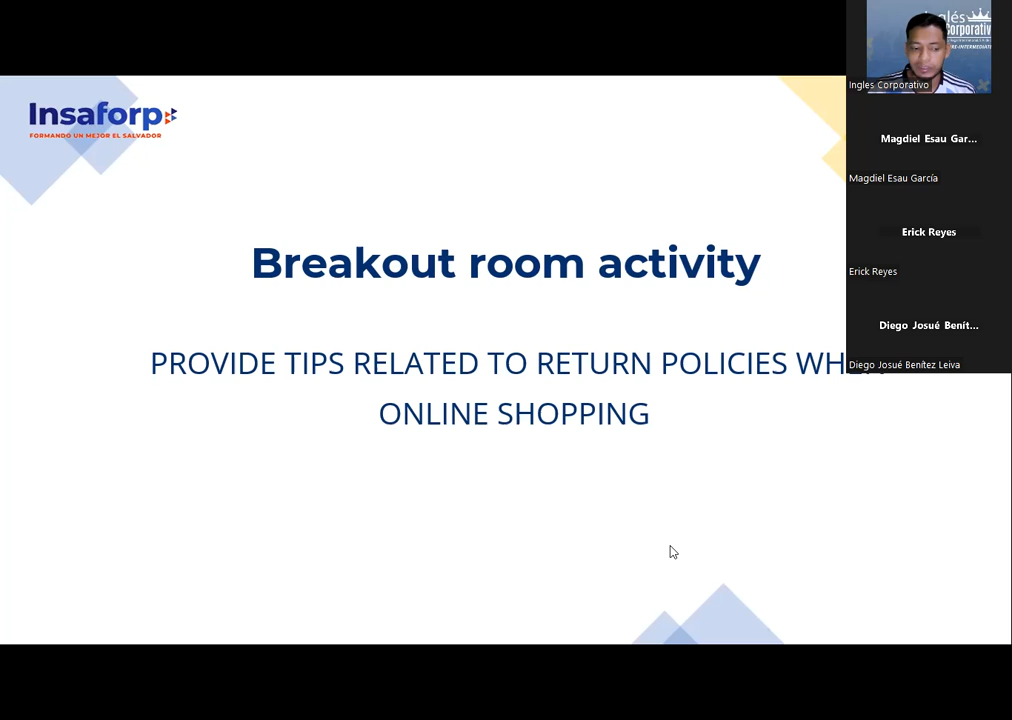 Insaforp
FORMANDO UN MEJOR EL SALVADOR
Breakout room activity
PROVIDE TIPS RELATED TO RETURN POLICIES
ONLINE SHOPPING
Ingles Corporativo
Magdiel Esau Gar...
Magdiel Esau García
Erick Reyes
Erick Reyes
Diego Josué Benít...
Diego Josué Benítez Leiva